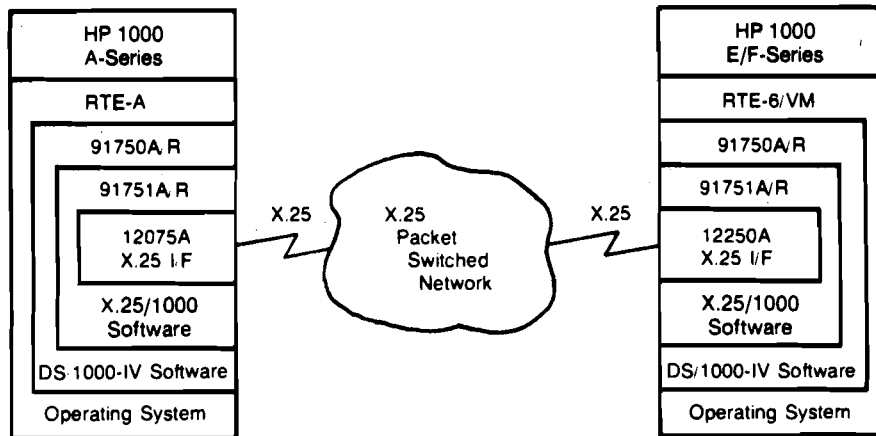 HP 1000
A-Series
RTE-A
91750A/R
91751A/R
12075A
X.25 I/F
X.25/1000
Software
DS/1000-IV Software
Operating System
X.25
X.25
Packet
Switched
Network
X.25
HP 1000
E/F-Series
RTE-6/VM
91750A/R
91751A/R
12250A
X.25 I/F
X.25/1000
Software
DS/1000-IV Software
Operating System